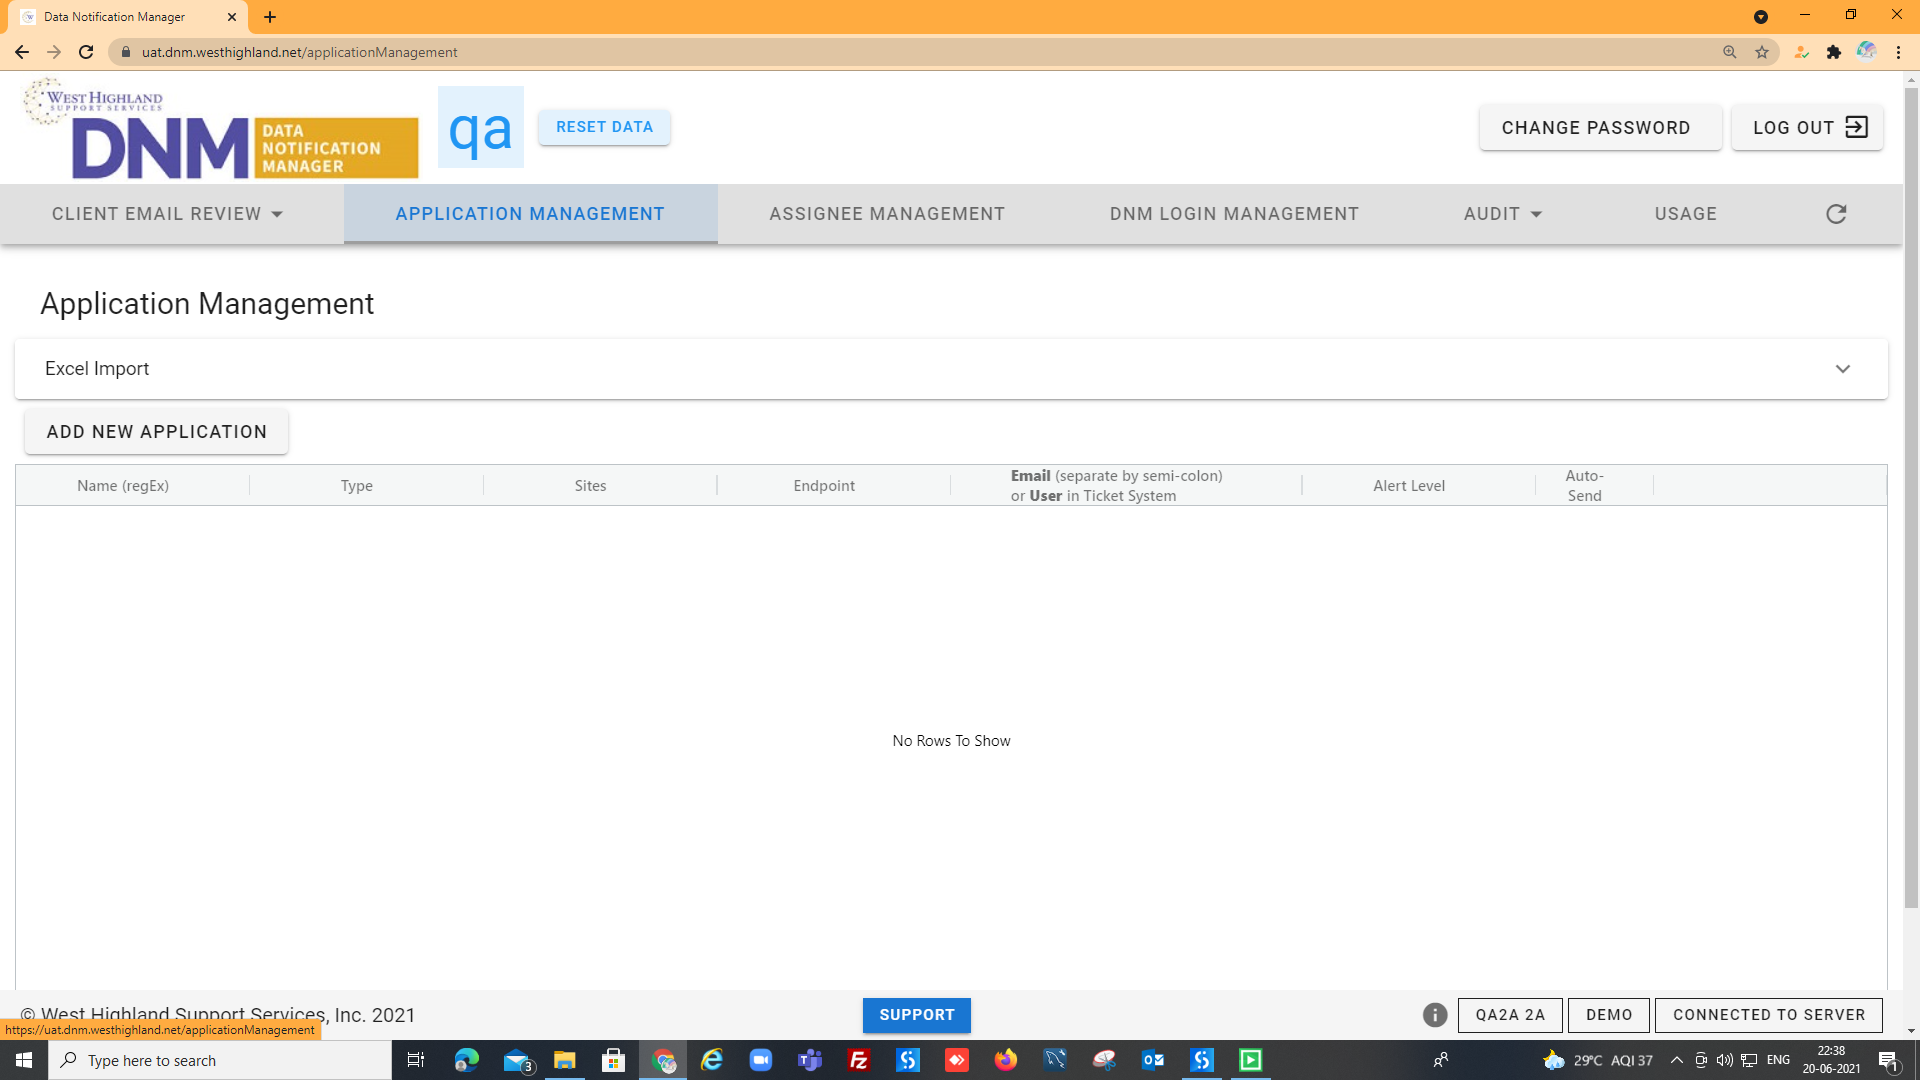 Data Notification Manager
uat.dnm.westhighland.net/applicationManagement
WEST HIGHLAND
SUPPORT SERVICES
DNM DATA
NOTIFICATION
MANAGER
qa
RESET DATA
CHANGE PASSWORD
LOG OUT
CLIENT EMAIL REVIEW
APPLICATION MANAGEMENT
ASSIGNEE MANAGEMENT
DNM LOGIN MANAGEMENT
AUDIT
USAGE
Application Management
Excel Import
ADD NEW APPLICATION
Name (regEx)
Type
Sites
Endpoint
Email (separate by semi-colon)
or User in Ticket System
Alert Level
Auto-
Send
No Rows To Show
© West Highland Support Services, Inc. 2021
https://uat.dnm.westhighland.net/applicationManagement
SUPPORT
QA2A 2A
DEMO
CONNECTED TO SERVER
Type here to search
3
29°C AQI 37
ENG
22:38
20-06-2021
1